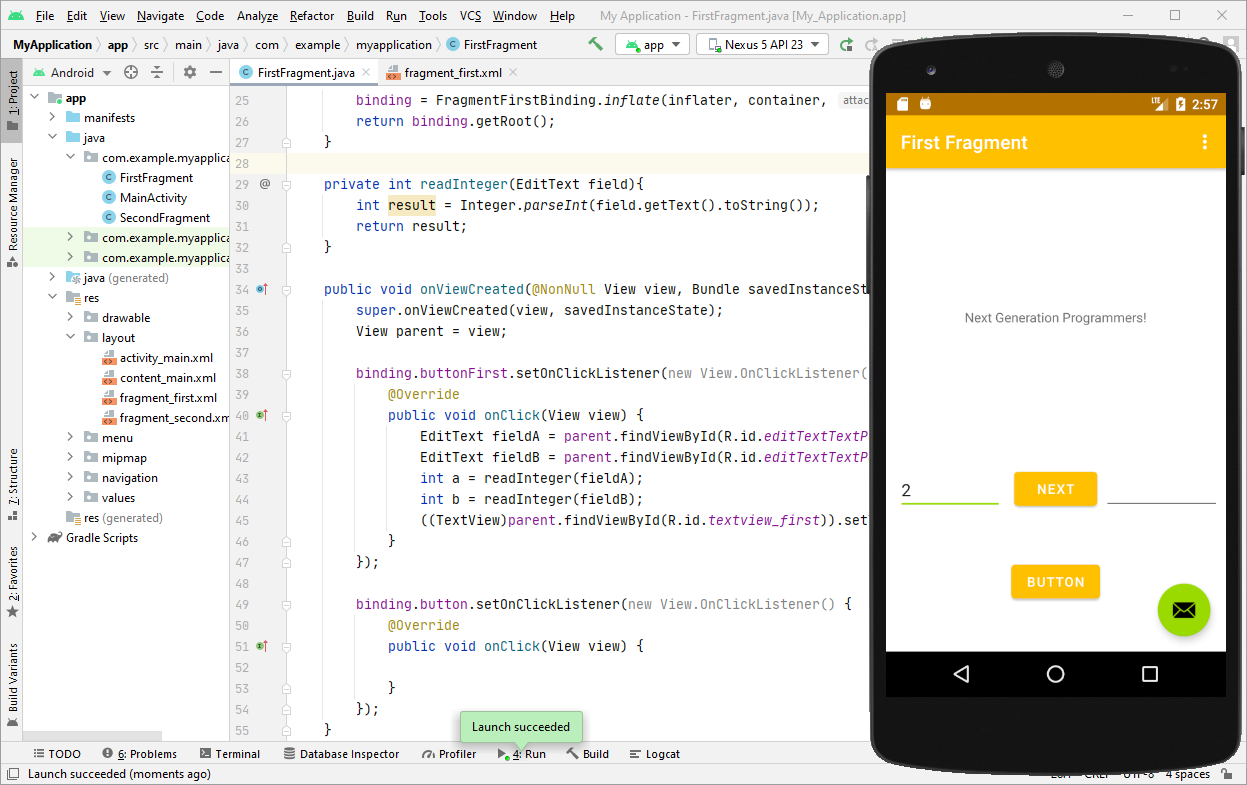 File Edit View Navigate Code Analyze Refactor Build Run Tools VCS Window Help My Application - FirstFragment.java [My_Application.app]
MyApplication app src main java com example myapplication FirstFragment app Nexus 5 API 23
Android FirstFragment.java fragment_first.xml
1: Project
Resource Manager
7: Structure
2: Favorites
Build Variants
app
manifests
java
com.example.myapplica
FirstFragment
MainActivity
SecondFragment
com.example.myapplica
com.example.myapplica
java (generated)
res
drawable
layout
activity_main.xml
content_main.xml
fragment_first.xml
fragment_second.xm
menu
mipmap
navigation
values
res (generated)
Gradle Scripts
25 binding = FragmentFirstBinding.inflate(inflater, container, attac
26 return binding.getRoot();
27 }
28
29 @ private int readInteger(EditText field){
30 int result = Integer.parseInt(field.getText().toString());
31 return result;
32 }
33
34 public void onViewCreated(@NonNull View view, Bundle savedInstanceSt
35 super.onViewCreated(view, savedInstanceState);
36 View parent = view;
37
38 binding.buttonFirst.setOnClickListener(new View.OnClickListener(
39 @Override
40 public void onClick(View view) {
41 EditText fieldA = parent.findViewById(R.id.editTextTextP
42 EditText fieldB = parent.findViewById(R.id.editTextTextP
43 int a = readInteger(fieldA);
44 int b = readInteger(fieldB);
45 ((TextView)parent.findViewById(R.id.textview_first)).set
46 }
47 });
48
49 binding.button.setOnClickListener(new View.OnClickListener() {
50 @Override
51 public void onClick(View view) {
52
53 }
54 });
55 }
LTE 2:57
First Fragment
Next Generation Programmers!
2 NEXT
BUTTON
Launch succeeded
TODO 6: Problems Terminal Database Inspector Profiler 4: Run Build Logcat
Launch succeeded (moments ago) 4 spaces